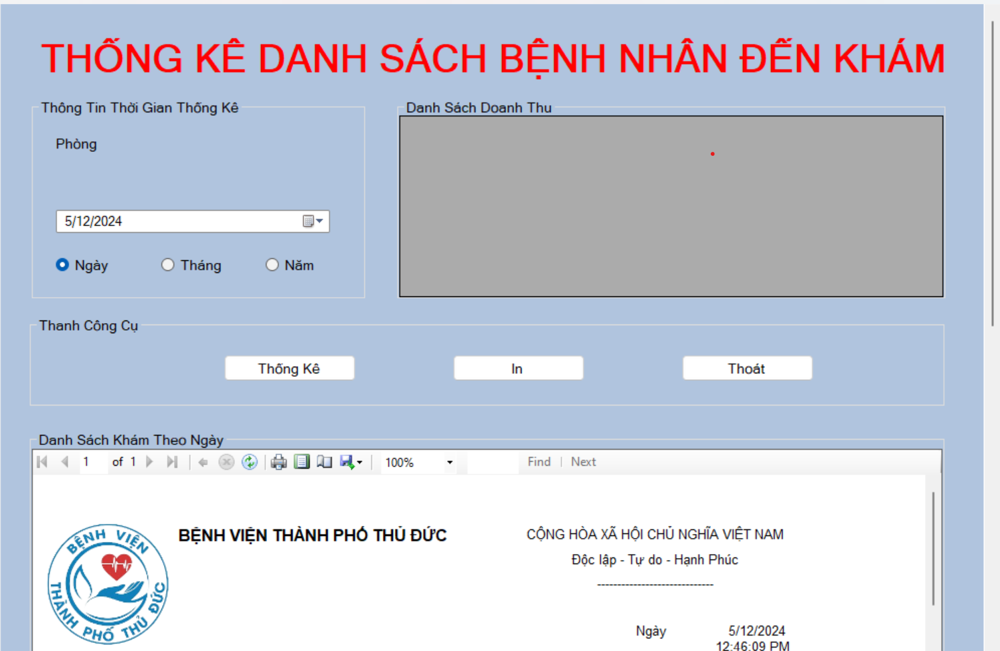 THỐNG KÊ DANH SÁCH BỆNH NHÂN ĐẾN KHÁM
Thông Tin Thời Gian Thống Kê
Phòng
5/12/2024
Ngày Tháng Năm
Danh Sách Doanh Thu
Thanh Công Cụ
Thống Kê In Thoát
Danh Sách Khám Theo Ngày
1 of 1 100% Find | Next
BỆNH VIỆN
THÀNH PHỐ THỦ ĐỨC
BỆNH VIỆN THÀNH PHỐ THỦ ĐỨC
CỘNG HÒA XÃ HỘI CHỦ NGHĨA VIỆT NAM
Độc lập - Tự do - Hạnh Phúc
-----------------------------
Ngày 5/12/2024
12:46:09 PM